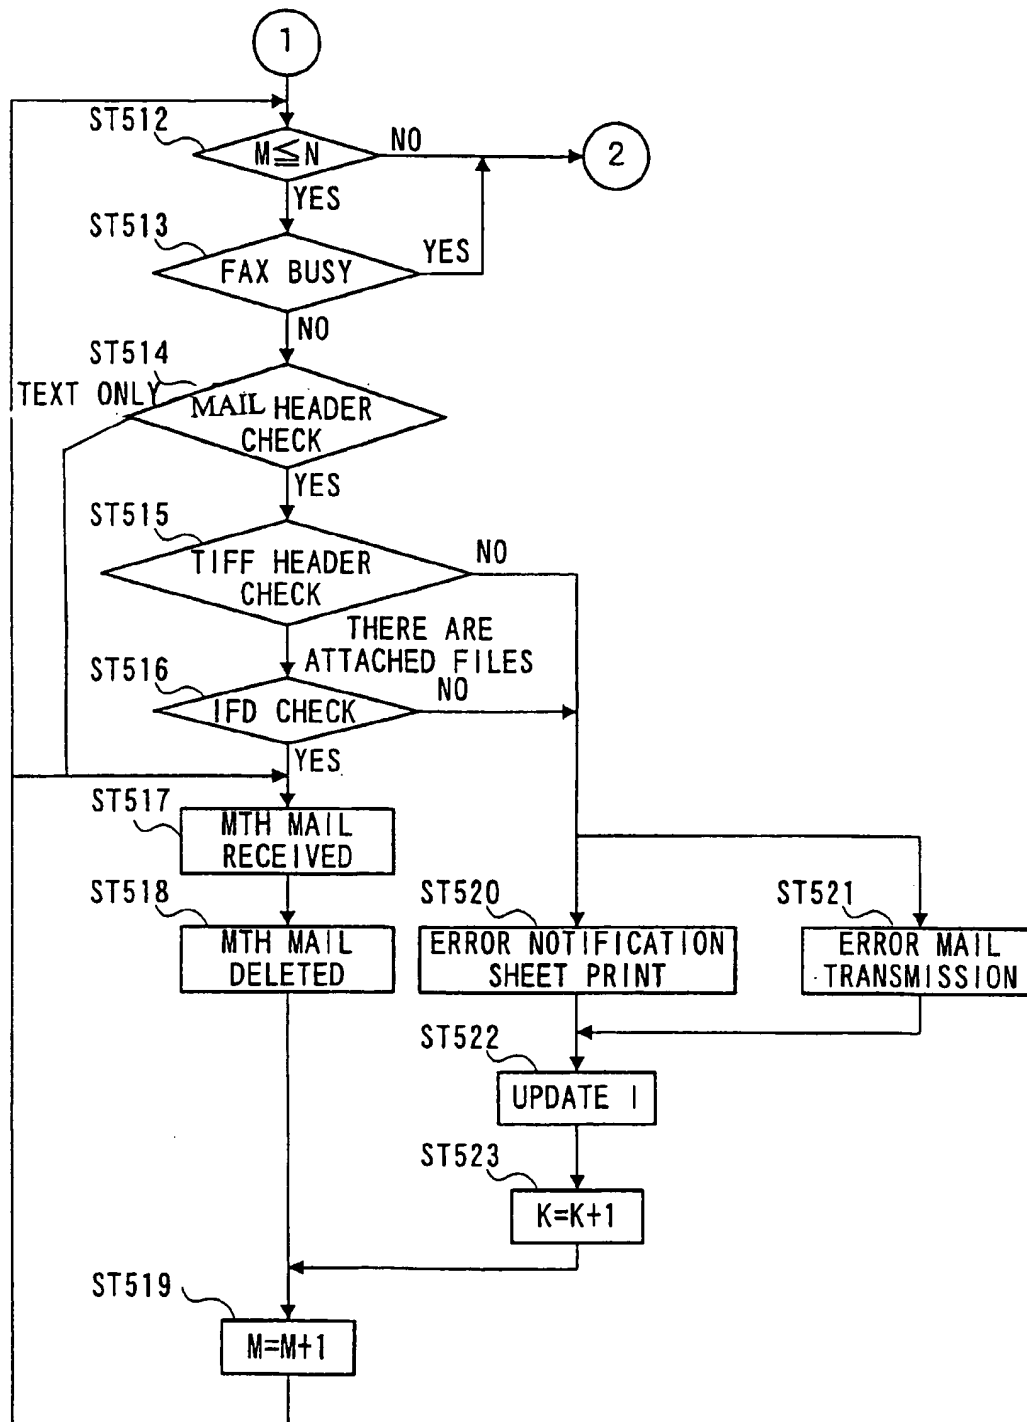 1
ST512
M≦N
NO
2
YES
ST513
FAX BUSY
YES
NO
ST514
TEXT ONLY
MAIL HEADER
CHECK
YES
ST515
TIFF HEADER
CHECK
NO
THERE ARE
ATTACHED FILES
ST516
IFD CHECK
NO
YES
ST517
MTH MAIL
RECEIVED
ST518
MTH MAIL
DELETED
ST520
ERROR NOTIFICATION
SHEET PRINT
ST521
ERROR MAIL
TRANSMISSION
ST522
UPDATE I
ST523
K=K+1
ST519
M=M+1